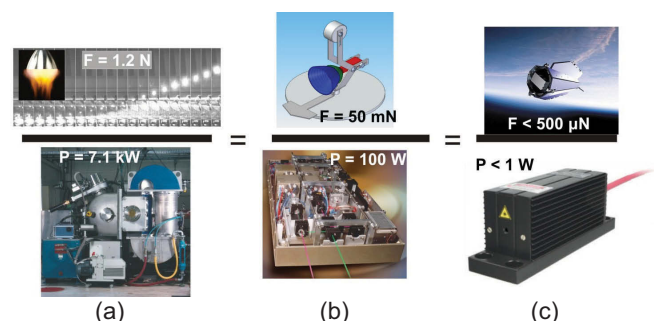 F = 1.2 N
P = 7.1 kW
(a)
=
F = 50 mN
P = 100 W
(b)
=
F < 500 µN
P < 1 W
(c)